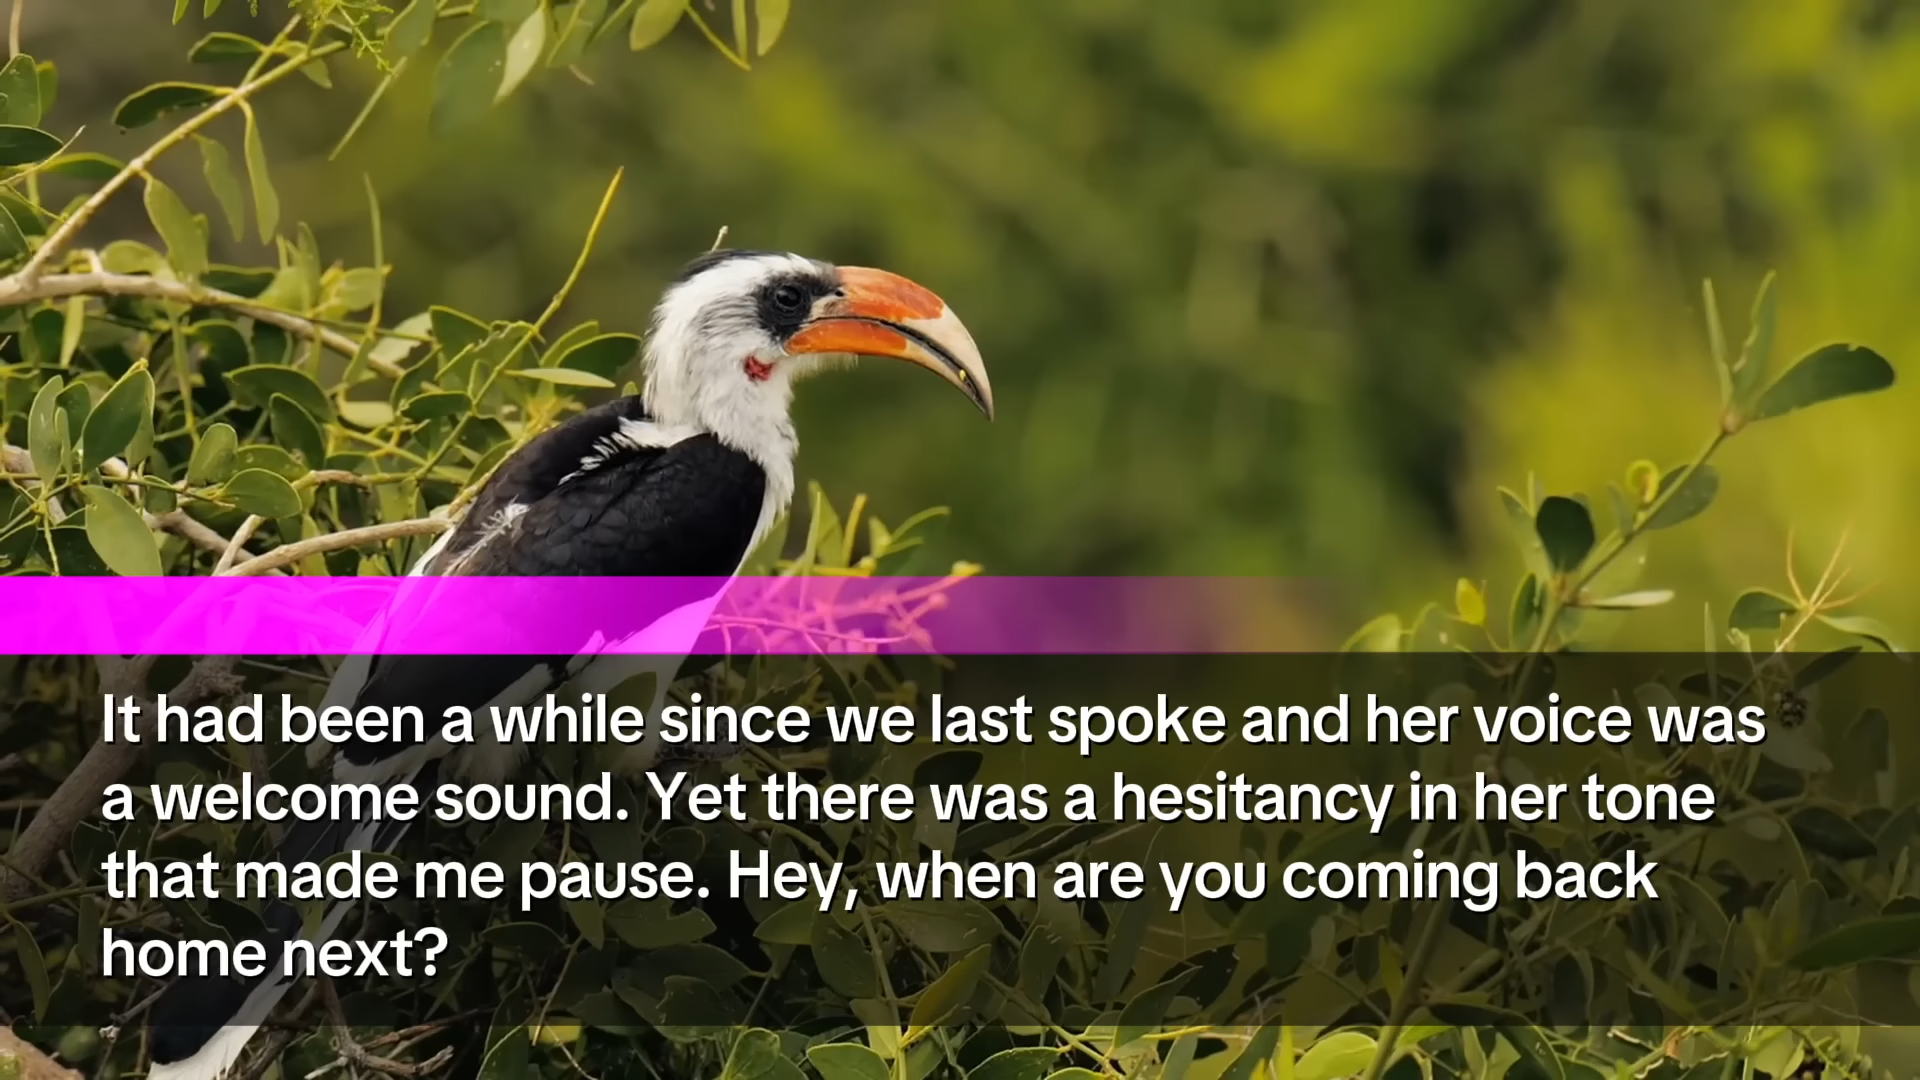 It had been a while since we last spoke and her voice was
a welcome sound. Yet there was a hesitancy in her tone
that made me pause. Hey, when are you coming back
home next?